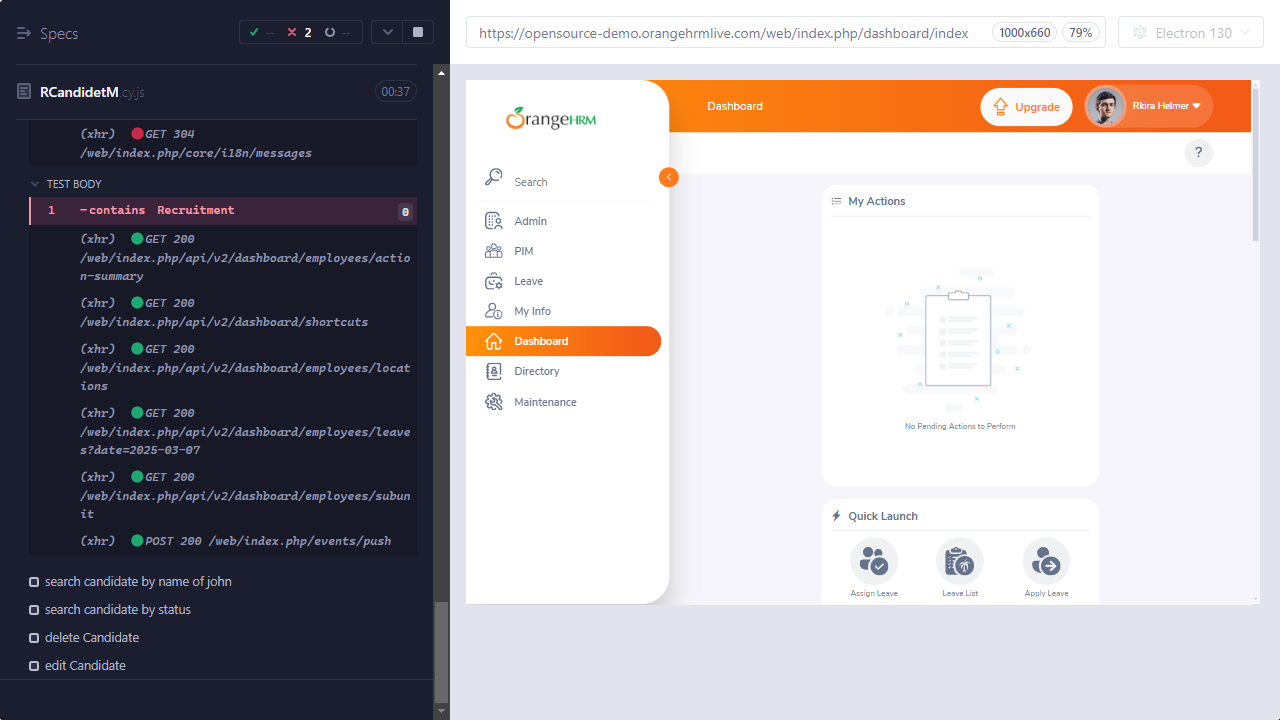 Specs
-- 2 --
RCandidetM.cy.js
00:37
(xhr) GET 304
/web/index.php/core/i18n/messages
TEST BODY
1 -contains Recruitment 0
(xhr) GET 200
/web/index.php/api/v2/dashboard/employees/actio
n-summary
(xhr) GET 200
/web/index.php/api/v2/dashboard/shortcuts
(xhr) GET 200
/web/index.php/api/v2/dashboard/employees/locat
ions
(xhr) GET 200
/web/index.php/api/v2/dashboard/employees/leave
s?date=2025-03-07
(xhr) GET 200
/web/index.php/api/v2/dashboard/employees/subun
it
(xhr) POST 200 /web/index.php/events/push
search candidate by name of john
search candidate by status
delete Candidate
edit Candidate
https://opensource-demo.orangehrmlive.com/web/index.php/dashboard/index
1000x660
79%
Electron 130
OrangeHRM
Dashboard
Upgrade
Rkira Helmer
?
Search
Admin
PIM
Leave
My Info
Dashboard
Directory
Maintenance
My Actions
No Pending Actions to Perform
Quick Launch
Assign Leave
Leave List
Apply Leave